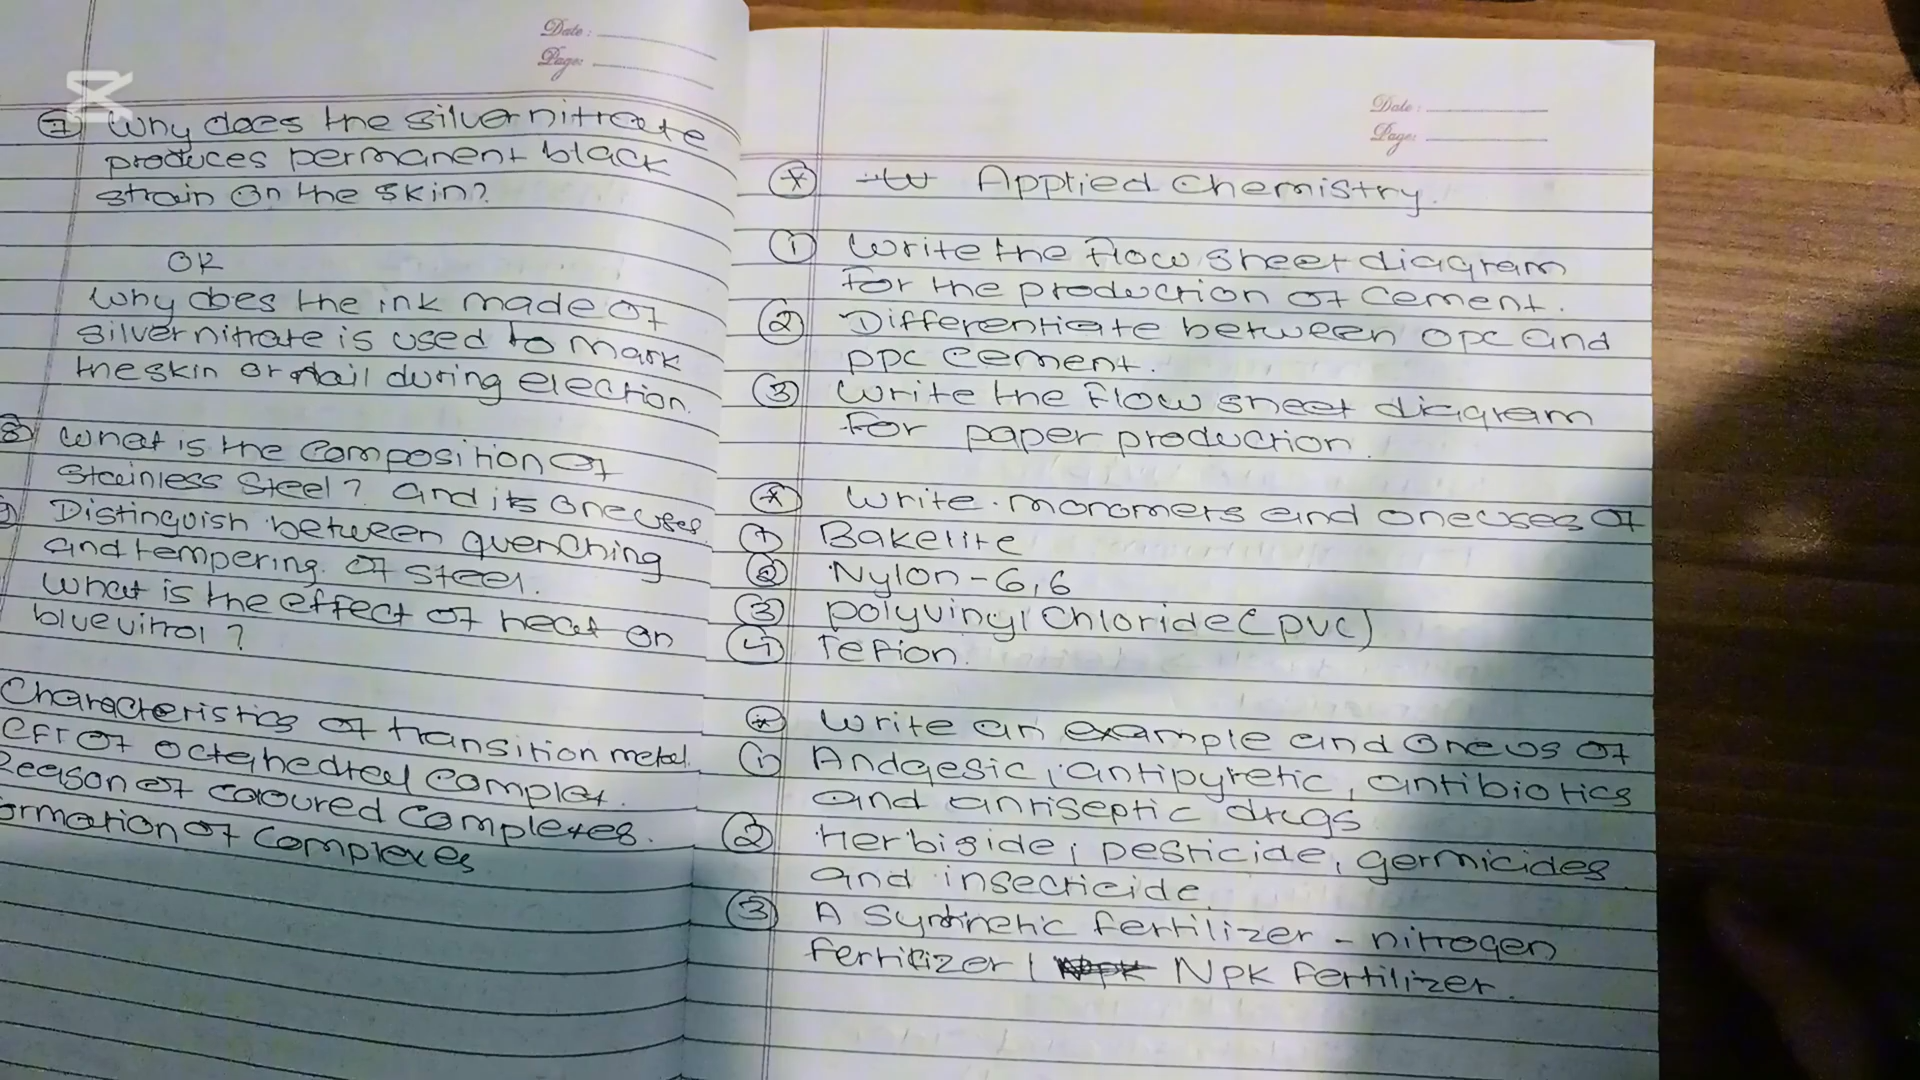 Date:
Page:
7 Why does the silver nitrate
produces permanent black
strain on the skin?
OR
Why does the ink made of
silver nitrate is used to mark
the skin or nail during election.
8 What is the composition of
stainless steel? and its one uses.
Distinguish between quenching
and tempering of steel.
What is the effect of heat on
blue vitrol?
Characteristics of transition metal.
CFT of octahedral complex.
Reason of coloured complexes.
ormation of complexes
Date:
Page:
* Applied Chemistry.
1 Write the flow sheet diagram
for the production of cement.
2 Differentiate between opc and
ppc cement.
3 Write the flow sheet diagram
for paper production.
* Write monomers and one uses of
1 Bakelite
2 Nylon-6,6
3 polyvinyl chloride (PVC)
4 Teflon.
* Write an example and one us of
1 Andgesic, antipyretic, antibiotics
and antiseptic drugs
2 Herbiside, pesticide, germicides
and insecticide.
3 A Synthetic fertilizer - nitrogen
fertilizer, NPK fertilizer.